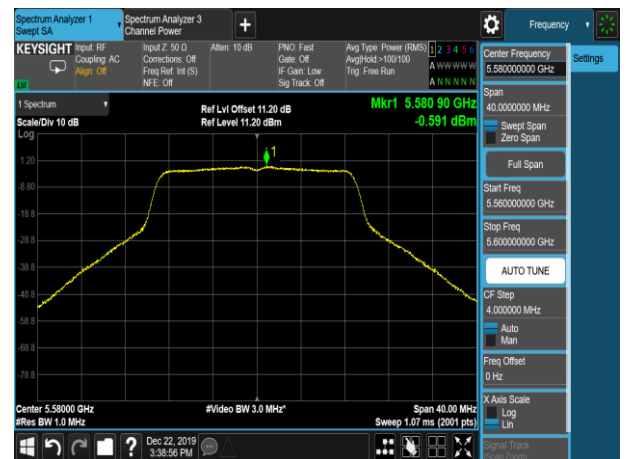 Spectrum Analyzer 1
Swept SA
Spectrum Analyzer 3
Channel Power
+
Frequency
KEYSIGHT
Input: RF
Coupling: AC
Align: Off
Input Z: 50 Ω
Corrections: Off
Freq Ref: Int (S)
NFE: Off
Atten: 10 dB
PNO: Fast
Gate: Off
IF Gain: Low
Sig Track: Off
Avg Type: Power (RMS)
Avg|Hold:>100/100
Trig: Free Run
1 2 3 4 5 6
A W W W W W
A N N N N N
Center Frequency
5.580000000 GHz
Settings
Span
40.0000000 MHz
Swept Span
Zero Span
Full Span
Start Freq
5.560000000 GHz
Stop Freq
5.600000000 GHz
AUTO TUNE
CF Step
4.000000 MHz
Auto
Man
Freq Offset
0 Hz
X Axis Scale
Log
Lin
Signal Track
(Span Zoom)
1 Spectrum
Scale/Div 10 dB
Ref Lvl Offset 11.20 dB
Ref Level 11.20 dBm
Mkr1 5.580 90 GHz
-0.591 dBm
Log
1
1.20
-8.80
-18.8
-28.8
-38.8
-48.8
-58.8
-68.8
-78.8
Center 5.58000 GHz
#Res BW 1.0 MHz
#Video BW 3.0 MHz*
Span 40.00 MHz
Sweep 1.07 ms (2001 pts)
?
Dec 22, 2019
3:38:56 PM